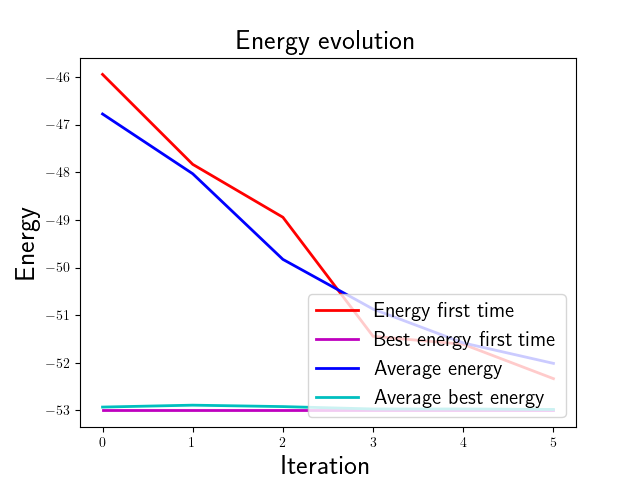 Energy evolution
−46
−47
−48
−49
−50
−51
−52
−53
Energy
Energy first time
Best energy first time
Average energy
Average best energy
0 1 2 3 4 5
Iteration